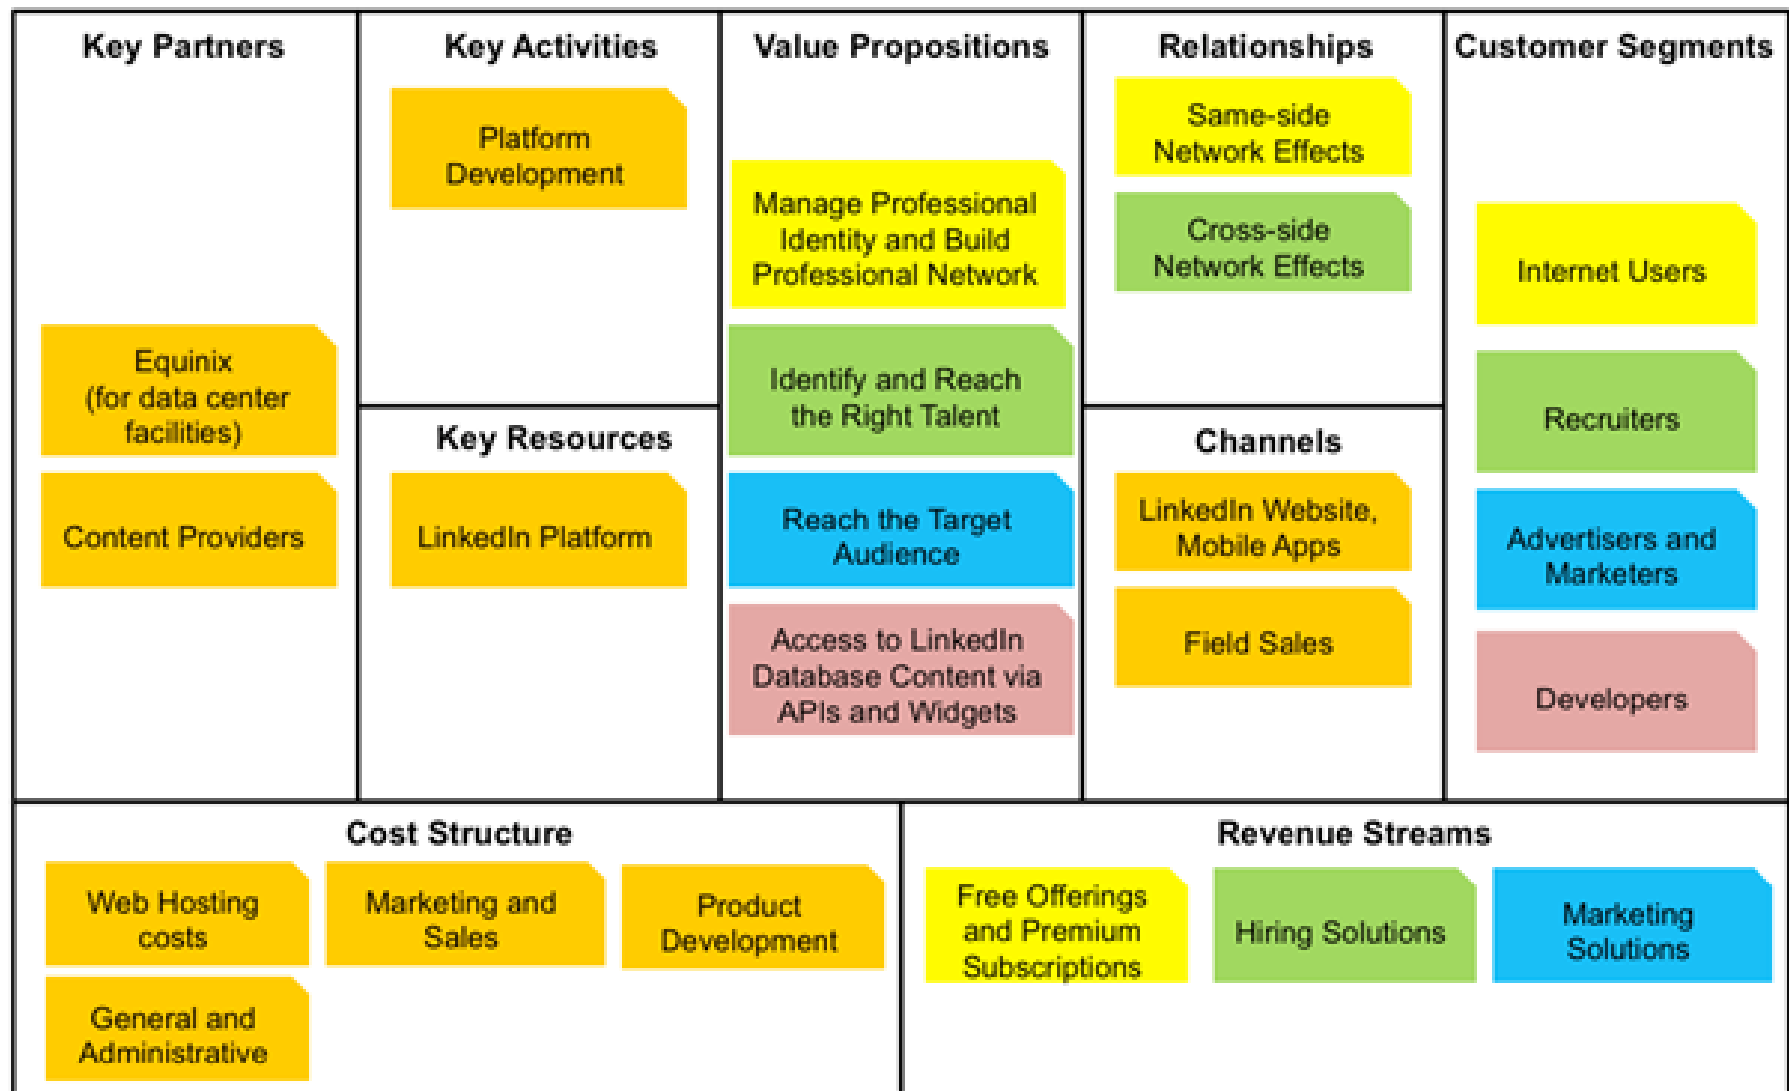 Key Partners
Equinix
(for data center
facilities)
Content Providers
Key Activities
Platform
Development
Key Resources
LinkedIn Platform
Value Propositions
Manage Professional
Identity and Build
Professional Network
Identify and Reach
the Right Talent
Reach the Target
Audience
Access to LinkedIn
Database Content via
APIs and Widgets
Relationships
Same-side
Network Effects
Cross-side
Network Effects
Channels
LinkedIn Website,
Mobile Apps
Field Sales
Customer Segments
Internet Users
Recruiters
Advertisers and
Marketers
Developers
Cost Structure
Web Hosting
costs
Marketing and
Sales
Product
Development
General and
Administrative
Revenue Streams
Free Offerings
and Premium
Subscriptions
Hiring Solutions
Marketing
Solutions